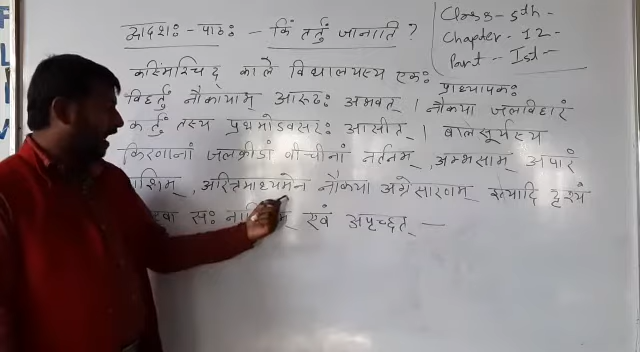 आदर्शः - पाठः - किं तर्तुं जानाति ?
Class - 5th -
Chapter - 12 -
Part - Ist -
कस्मिंश्चिद् काले विद्यालयस्य एकः प्राध्यापकः
विहर्तुं नौकायाम् आरूढः अभवत् । नौकया जलविहारं
कर्तुं तस्य प्रथमोऽवसरः आसीत् । बालसूर्यस्य
किरणानां जलक्रीडां वीचीनां नर्तनम् , अम्भसाम् अपारं
राशिम् , अरित्रमाध्यमेन नौकया अग्रेसारणम् इत्यादि दृश्यं
सः एवं अपृच्छत् —